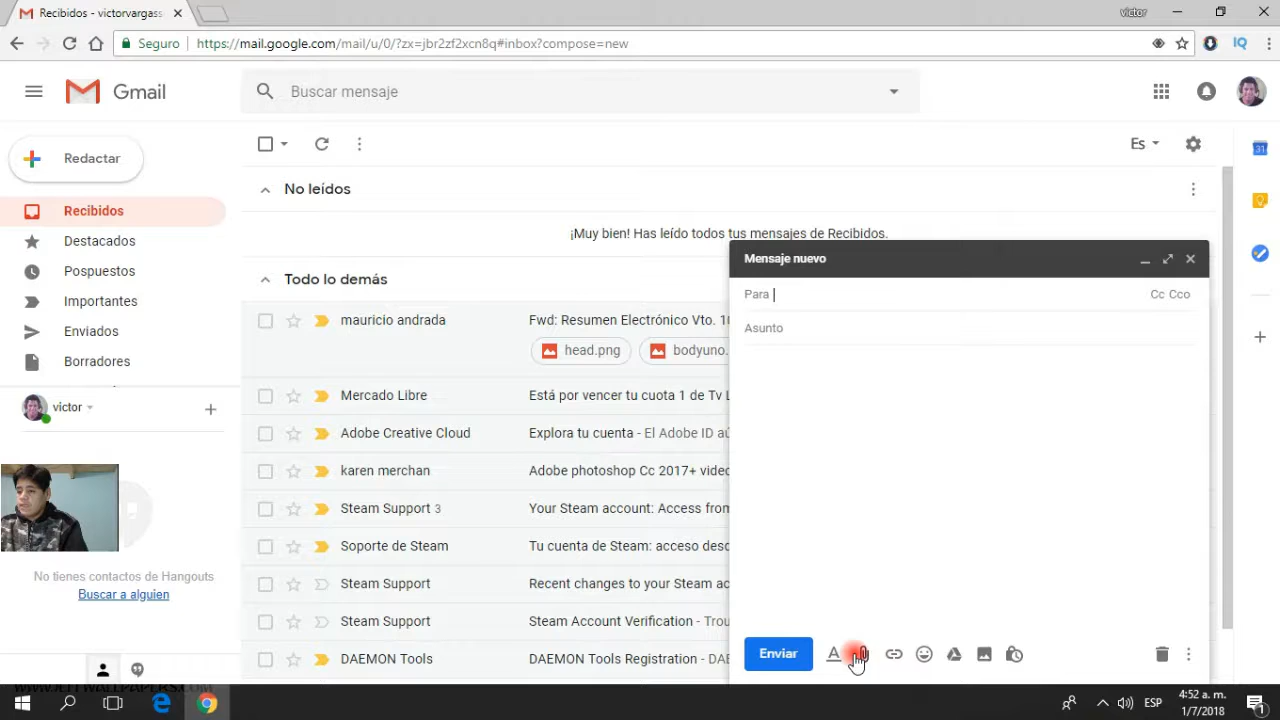 Recibidos - victorvargass
victor
Seguro
https://mail.google.com/mail/u/0/?zx=jbr2zf2xcn8q#inbox?compose=new
IQ
Gmail
Buscar mensaje
Redactar
Es
31
Recibidos
No leídos
Destacados
¡Muy bien! Has leído todos tus mensajes de Recibidos.
Pospuestos
Todo lo demás
Importantes
Enviados
Borradores
victor
No tienes contactos de Hangouts
Buscar a alguien
mauricio andrada
Fwd: Resumen Electrónico Vto. 10
head.png
bodyuno.
Mercado Libre
Está por vencer tu cuota 1 de Tv L
Adobe Creative Cloud
Explora tu cuenta - El Adobe ID aú
karen merchan
Adobe photoshop Cc 2017+ video
Steam Support 3
Your Steam account: Access from
Soporte de Steam
Tu cuenta de Steam: acceso desd
Steam Support
Recent changes to your Steam ac
Steam Support
Steam Account Verification - Trou
DAEMON Tools
DAEMON Tools Registration - DAE
Mensaje nuevo
Para
Cc Cco
Asunto
Enviar
ESP
4:52 a. m.
1/7/2018
1